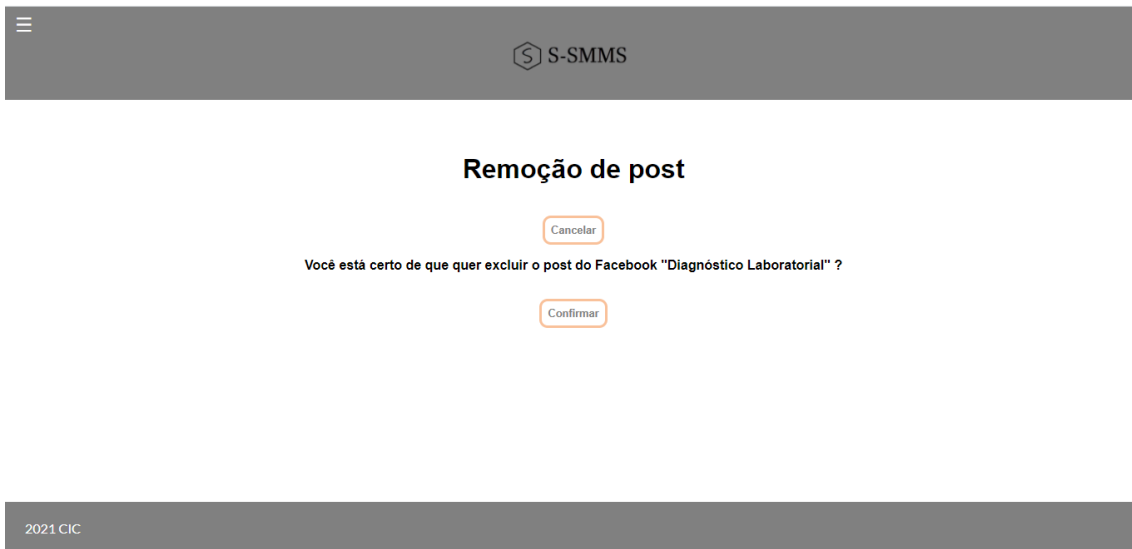 S-SMMS
Remoção de post
Cancelar
Você está certo de que quer excluir o post do Facebook "Diagnóstico Laboratorial" ?
Confirmar
2021 CIC